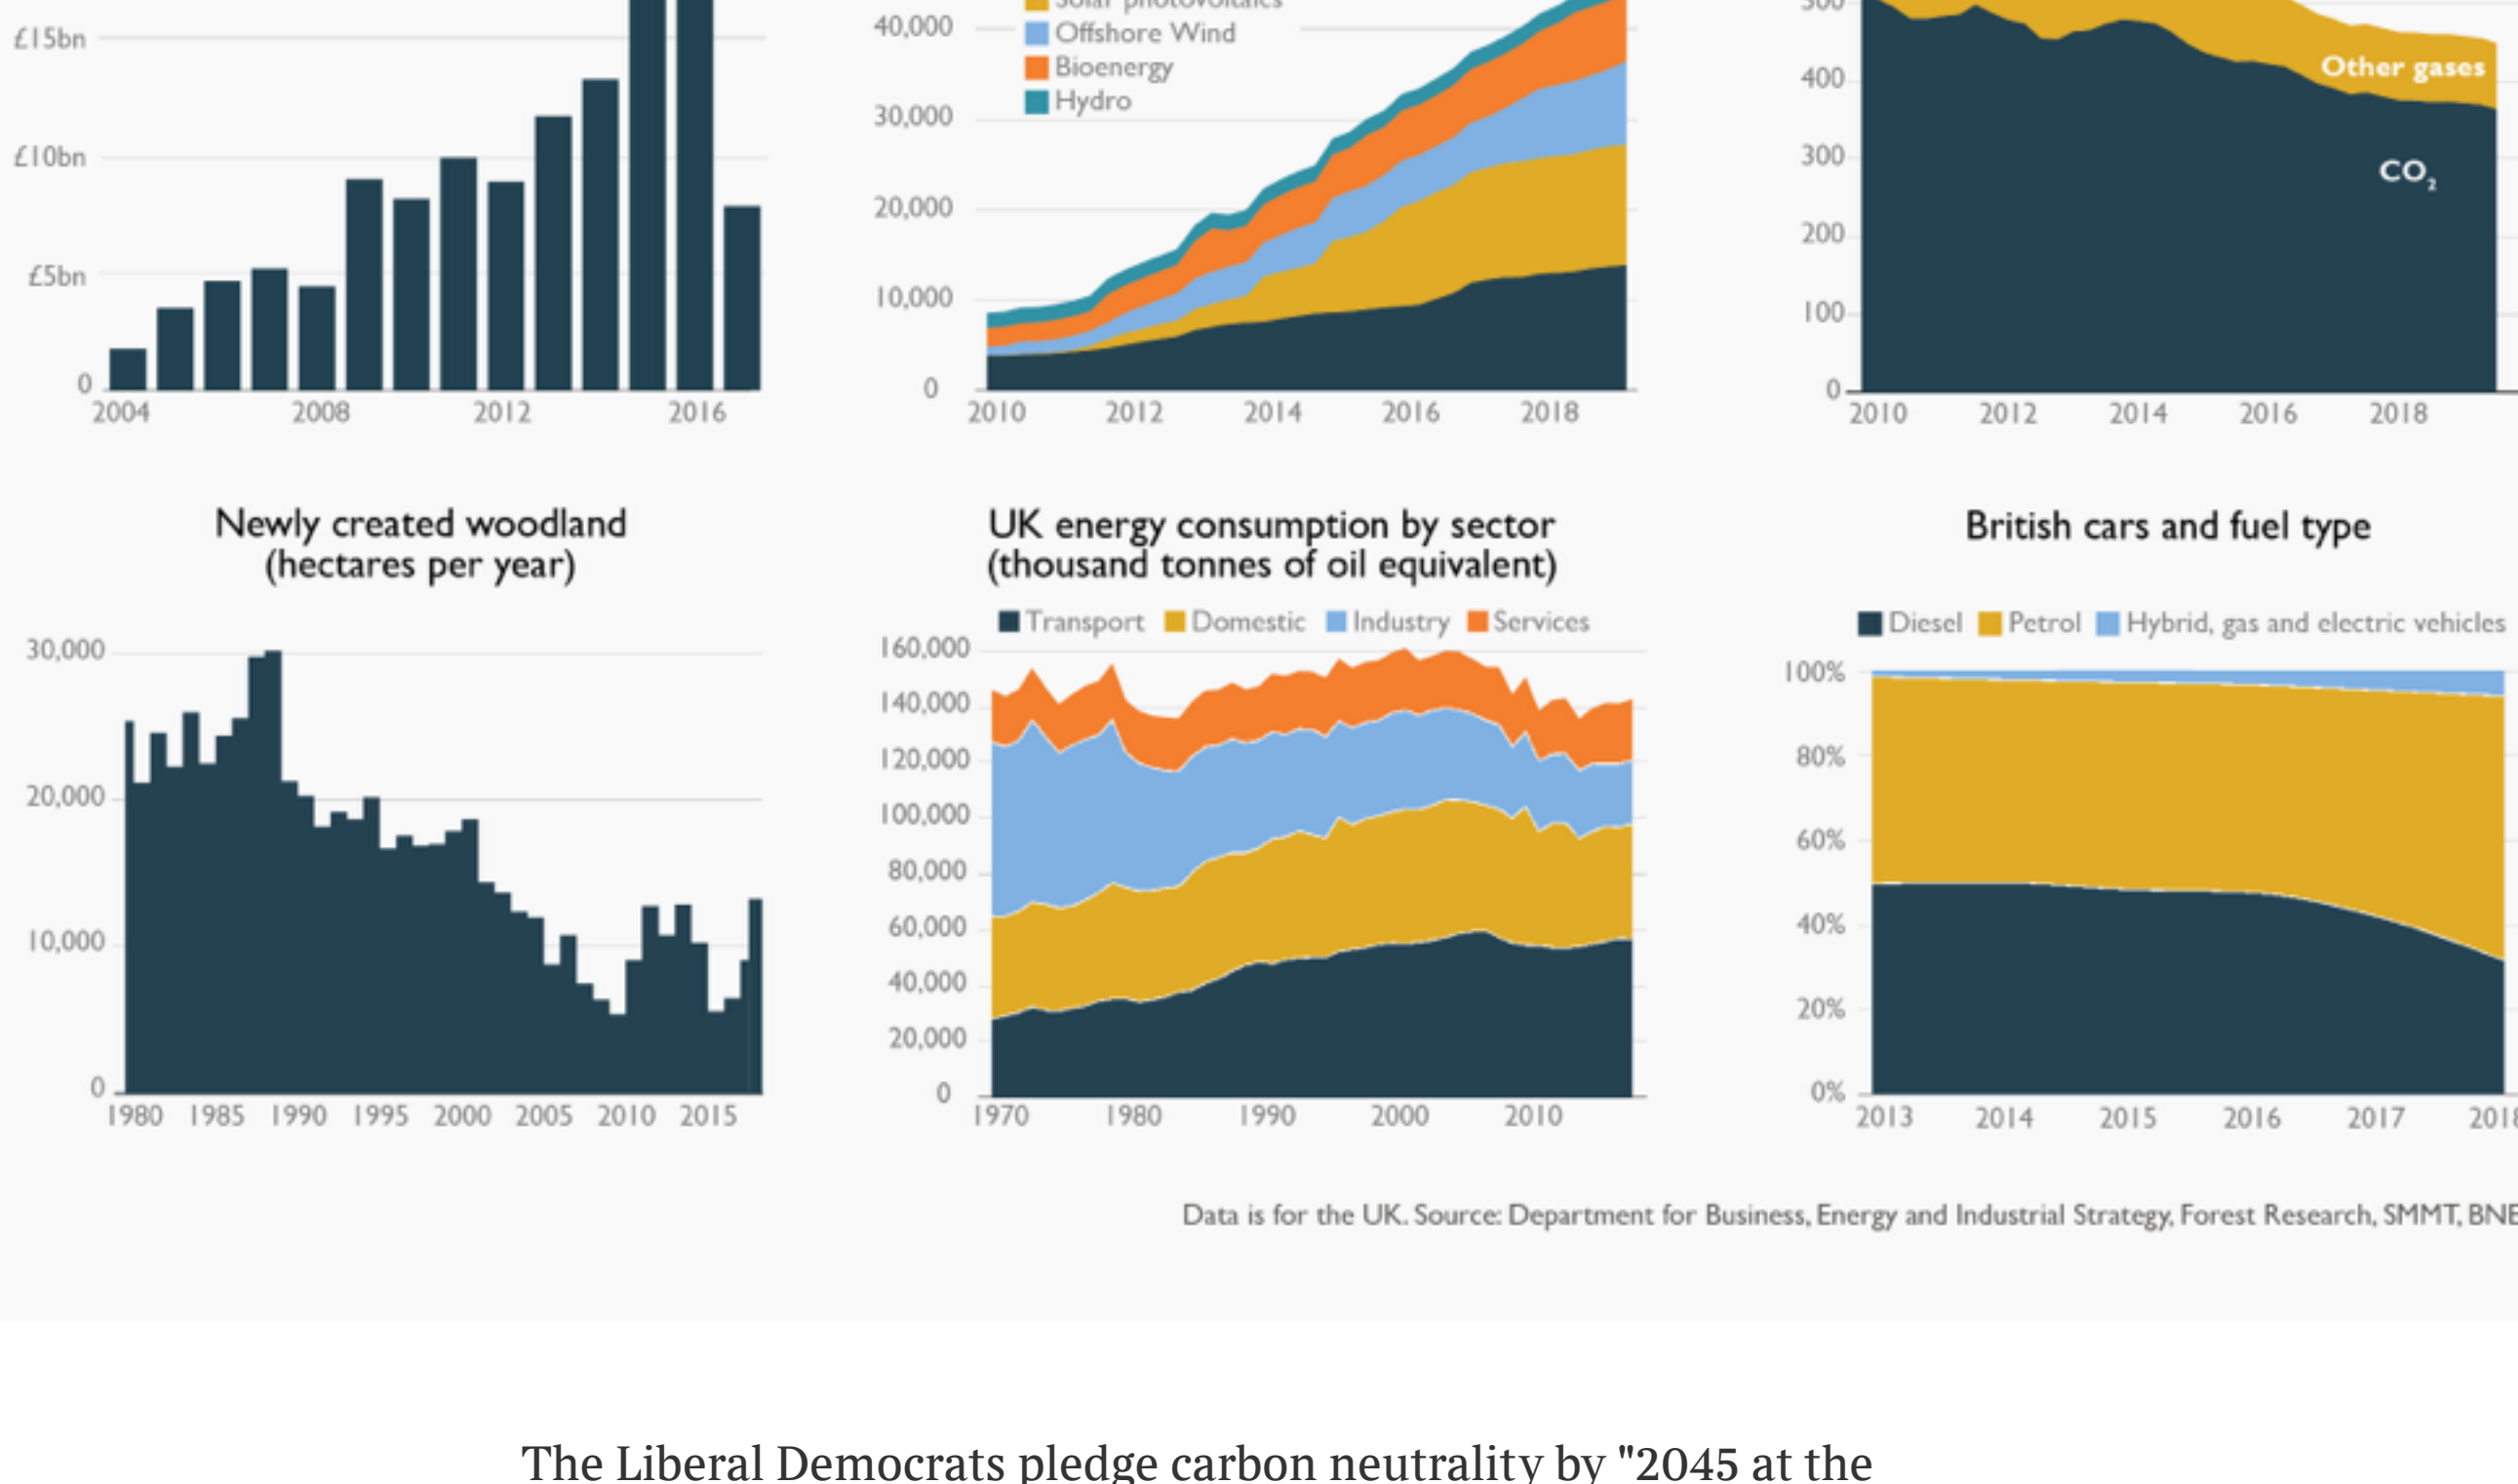 £15bn
£10bn
£5bn
0
2004 2008 2012 2016
Solar photovoltaics
Offshore Wind
Bioenergy
Hydro
40,000
30,000
20,000
10,000
0
2010 2012 2014 2016 2018
500
400
300
200
100
0
Other gases
CO₂
2010 2012 2014 2016 2018
Newly created woodland
(hectares per year)
30,000
20,000
10,000
0
1980 1985 1990 1995 2000 2005 2010 2015
UK energy consumption by sector
(thousand tonnes of oil equivalent)
Transport Domestic Industry Services
160,000
140,000
120,000
100,000
80,000
60,000
40,000
20,000
0
1970 1980 1990 2000 2010
British cars and fuel type
Diesel Petrol Hybrid, gas and electric vehicles
100%
80%
60%
40%
20%
0%
2013 2014 2015 2016 2017 2018
Data is for the UK. Source: Department for Business, Energy and Industrial Strategy, Forest Research, SMMT, BNE
The Liberal Democrats pledge carbon neutrality by "2045 at the